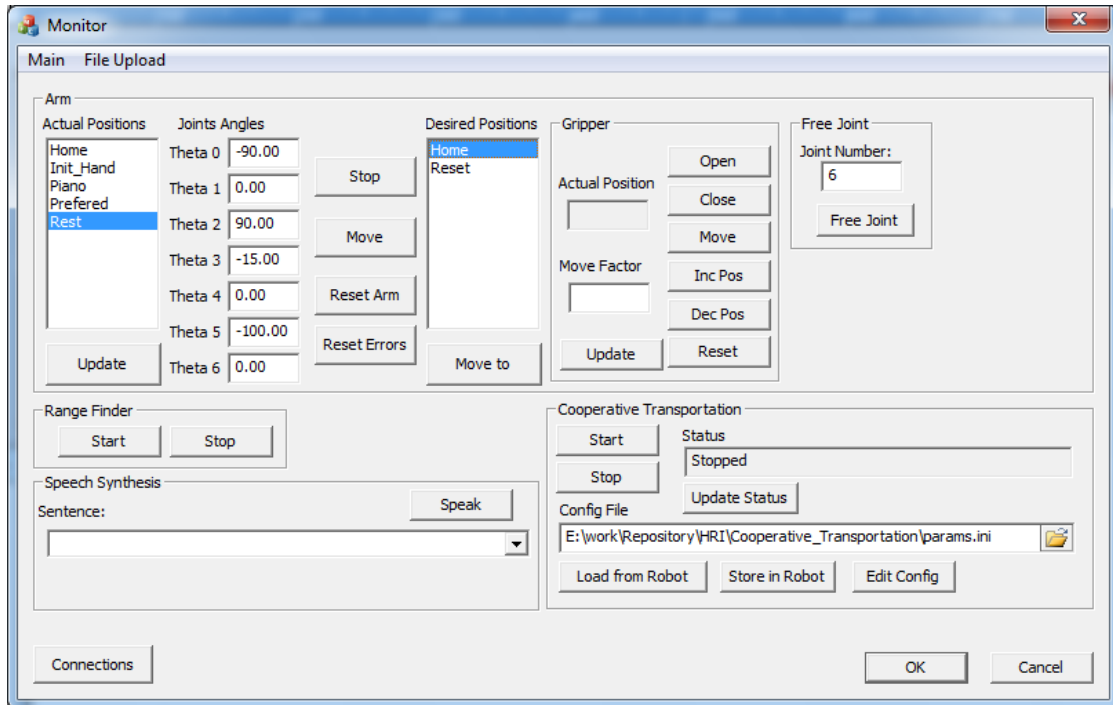 Monitor
Main File Upload
Arm
Actual Positions
Home
Init_Hand
Piano
Prefered
Rest
Update
Joints Angles
Theta 0 -90.00
Theta 1 0.00
Theta 2 90.00
Theta 3 -15.00
Theta 4 0.00
Theta 5 -100.00
Theta 6 0.00
Stop
Move
Reset Arm
Reset Errors
Desired Positions
Home
Reset
Move to
Gripper
Actual Position
Move Factor
Update
Open
Close
Move
Inc Pos
Dec Pos
Reset
Free Joint
Joint Number:
6
Free Joint
Range Finder
Start Stop
Speech Synthesis
Speak
Sentence:
Cooperative Transportation
Start
Stop
Status
Stopped
Update Status
Config File
E:\work\Repository\HRI\Cooperative_Transportation\params.ini
Load from Robot Store in Robot Edit Config
Connections
OK Cancel